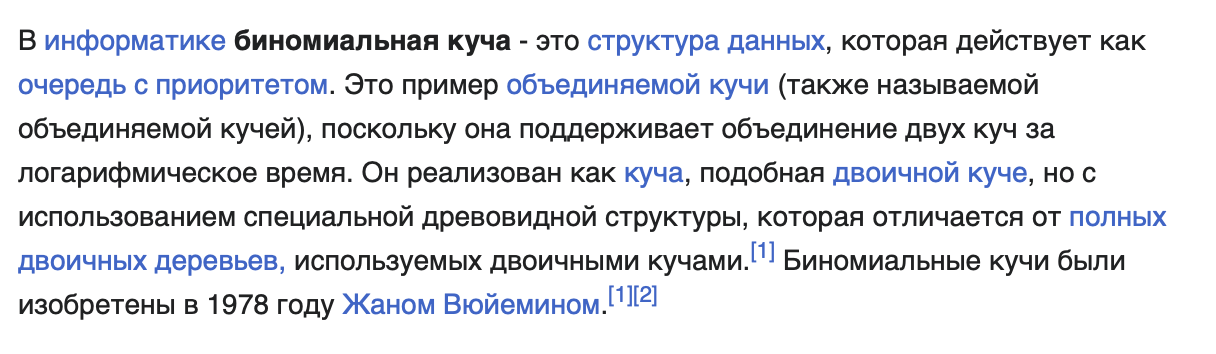 В информатике биномиальная куча - это структура данных, которая действует как
очередь с приоритетом. Это пример объединяемой кучи (также называемой
объединяемой кучей), поскольку она поддерживает объединение двух куч за
логарифмическое время. Он реализован как куча, подобная двоичной куче, но с
использованием специальной древовидной структуры, которая отличается от полных
двоичных деревьев, используемых двоичными кучами.[1] Биномиальные кучи были
изобретены в 1978 году Жаном Вюйемином.[1][2]